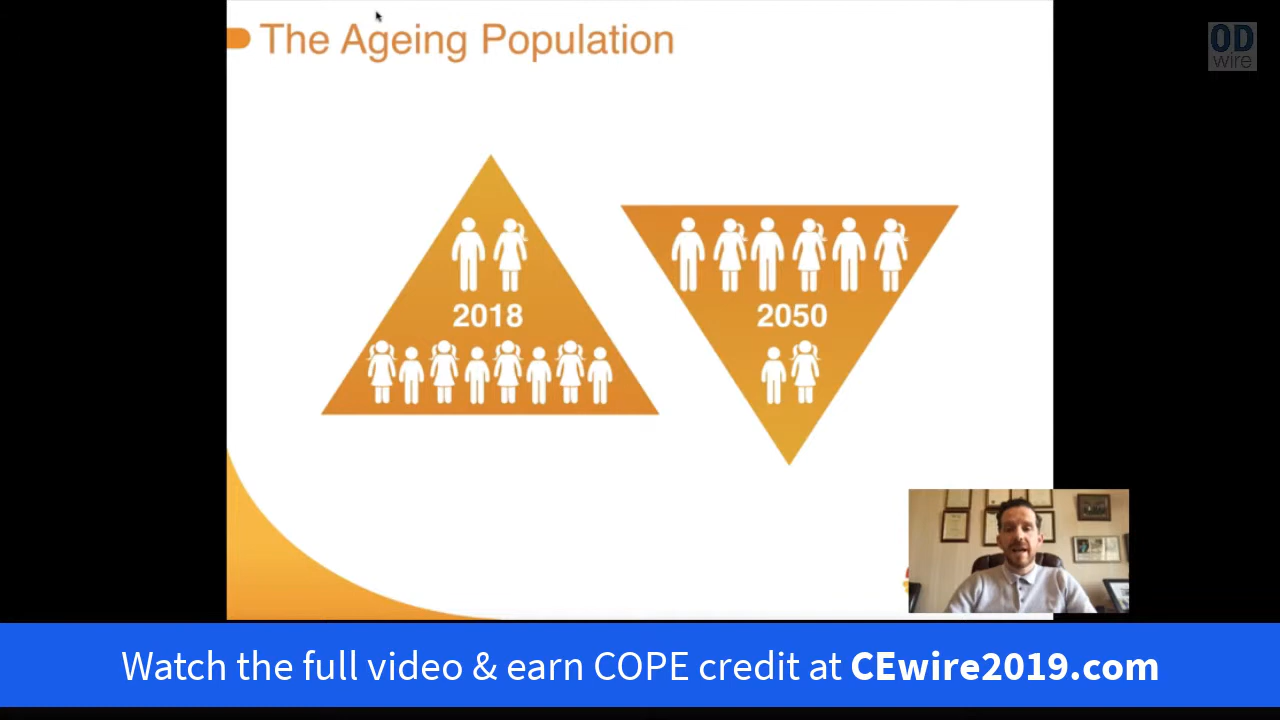 The Ageing Population
OD
wire
2018
2050
Watch the full video & earn COPE credit at CEwire2019.com